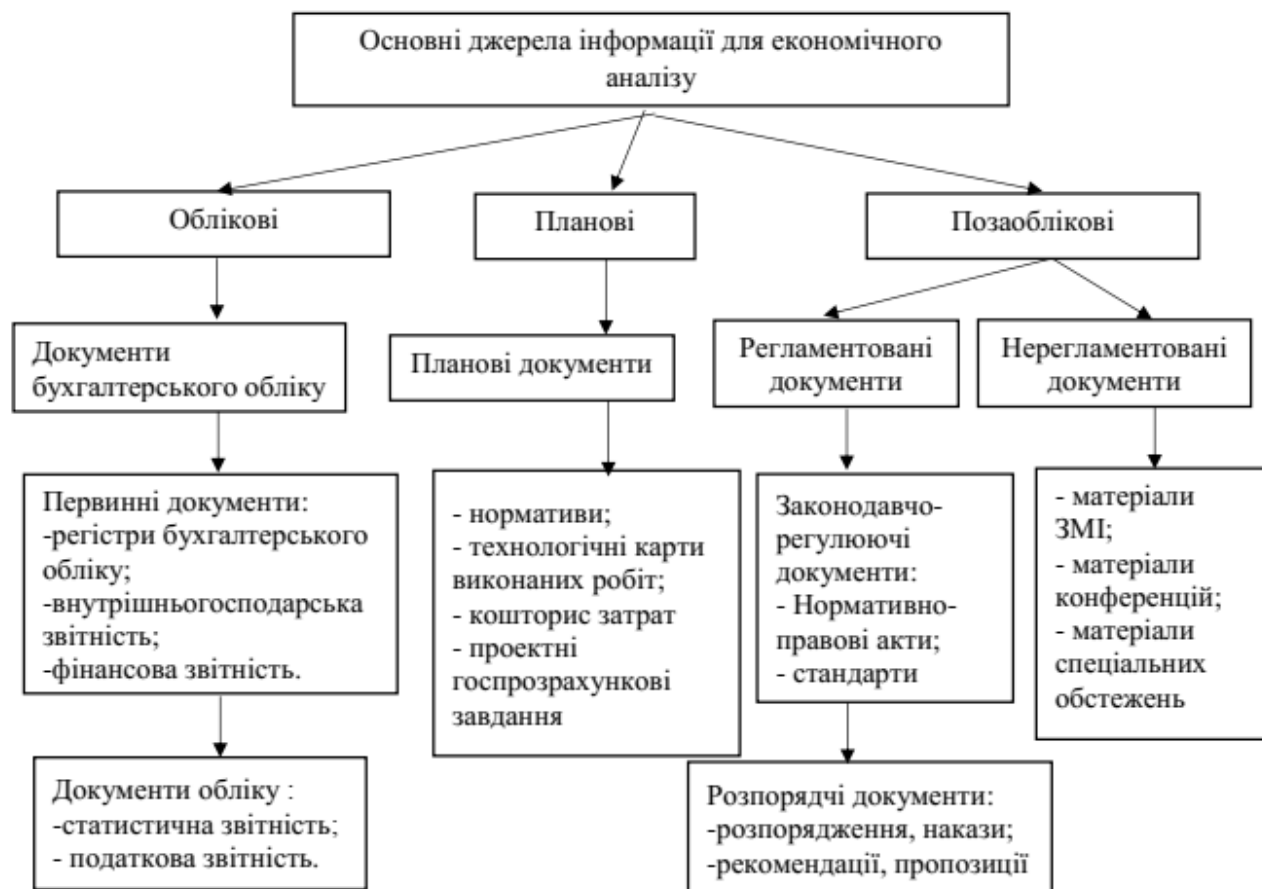 Основні джерела інформації для економічного
аналізу
Облікові
Планові
Позаоблікові
Документи
бухгалтерського обліку
Планові документи
Регламентовані
документи
Нерегламентовані
документи
Первинні документи:
-регістри бухгалтерського
обліку;
-внутрішньогосподарська
звітність;
-фінансова звітність.
- нормативи;
- технологічні карти
виконаних робіт;
- кошторис затрат
- проектні
госпрозрахункові
завдання
Законодавчо-
регулюючі
документи:
- Нормативно-
правові акти;
- стандарти
- матеріали
ЗМІ;
- матеріали
конференцій;
- матеріали
спеціальних
обстежень
Документи обліку :
-статистична звітність;
- податкова звітність.
Розпорядчі документи:
-розпорядження, накази;
-рекомендації, пропозиції